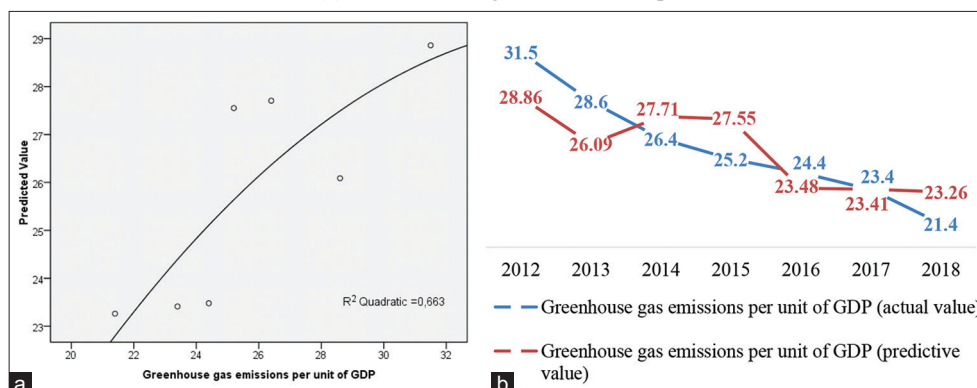 29
28
27
26
25
24
23
Predicted Value
R² Quadratic =0,663
20 22 24 26 28 30 32
Greenhouse gas emissions per unit of GDP
a
31.5
28.86
28.6
26.09
27.71
26.4
27.55
25.2
24.4
23.48
23.4
23.41
23.26
21.4
2012 2013 2014 2015 2016 2017 2018
Greenhouse gas emissions per unit of GDP (actual value)
Greenhouse gas emissions per unit of GDP (predictive
value)
b